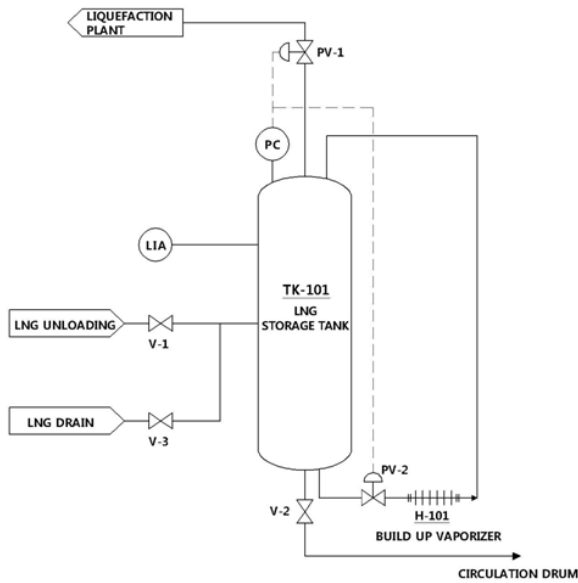 LIQUEFACTION
PLANT
PV-1
PC
LIA
TK-101
LNG
STORAGE TANK
LNG UNLOADING
V-1
LNG DRAIN
V-3
PV-2
V-2
H-101
BUILD UP VAPORIZER
CIRCULATION DRUM